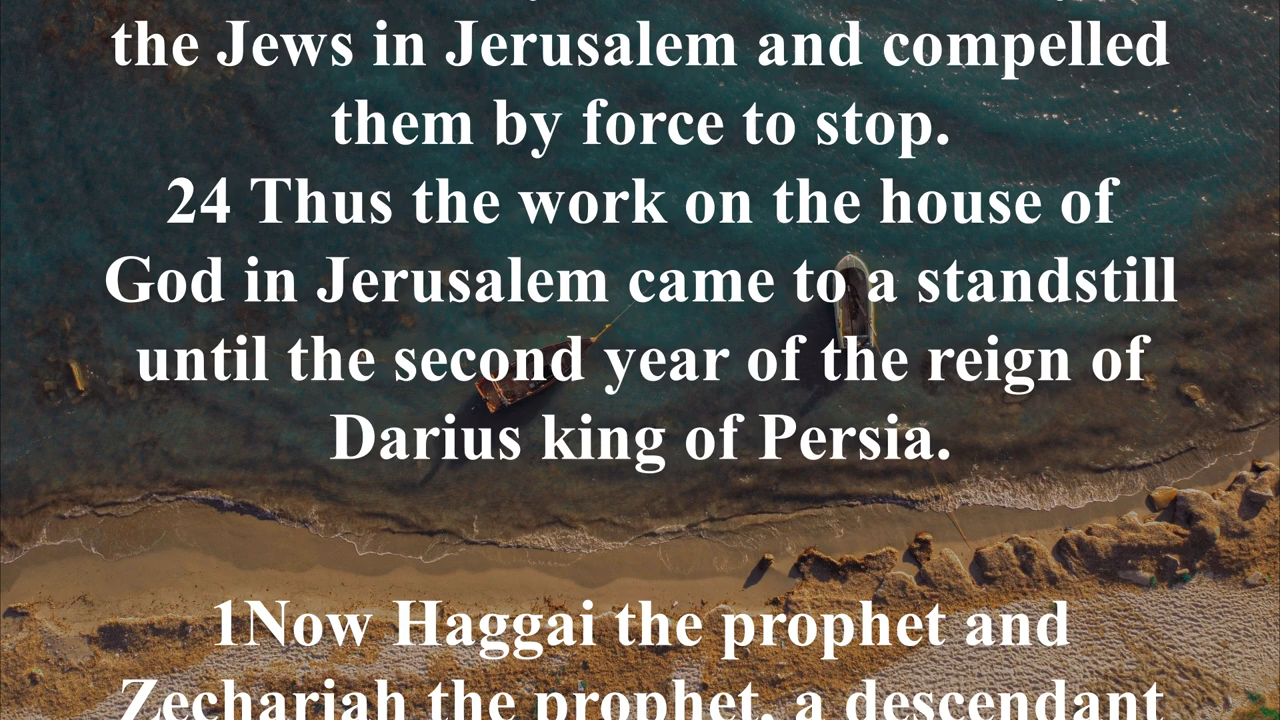 the Jews in Jerusalem and compelled
them by force to stop.
24 Thus the work on the house of
God in Jerusalem came to a standstill
until the second year of the reign of
Darius king of Persia.
1Now Haggai the prophet and
Zechariah the prophet, a descendant